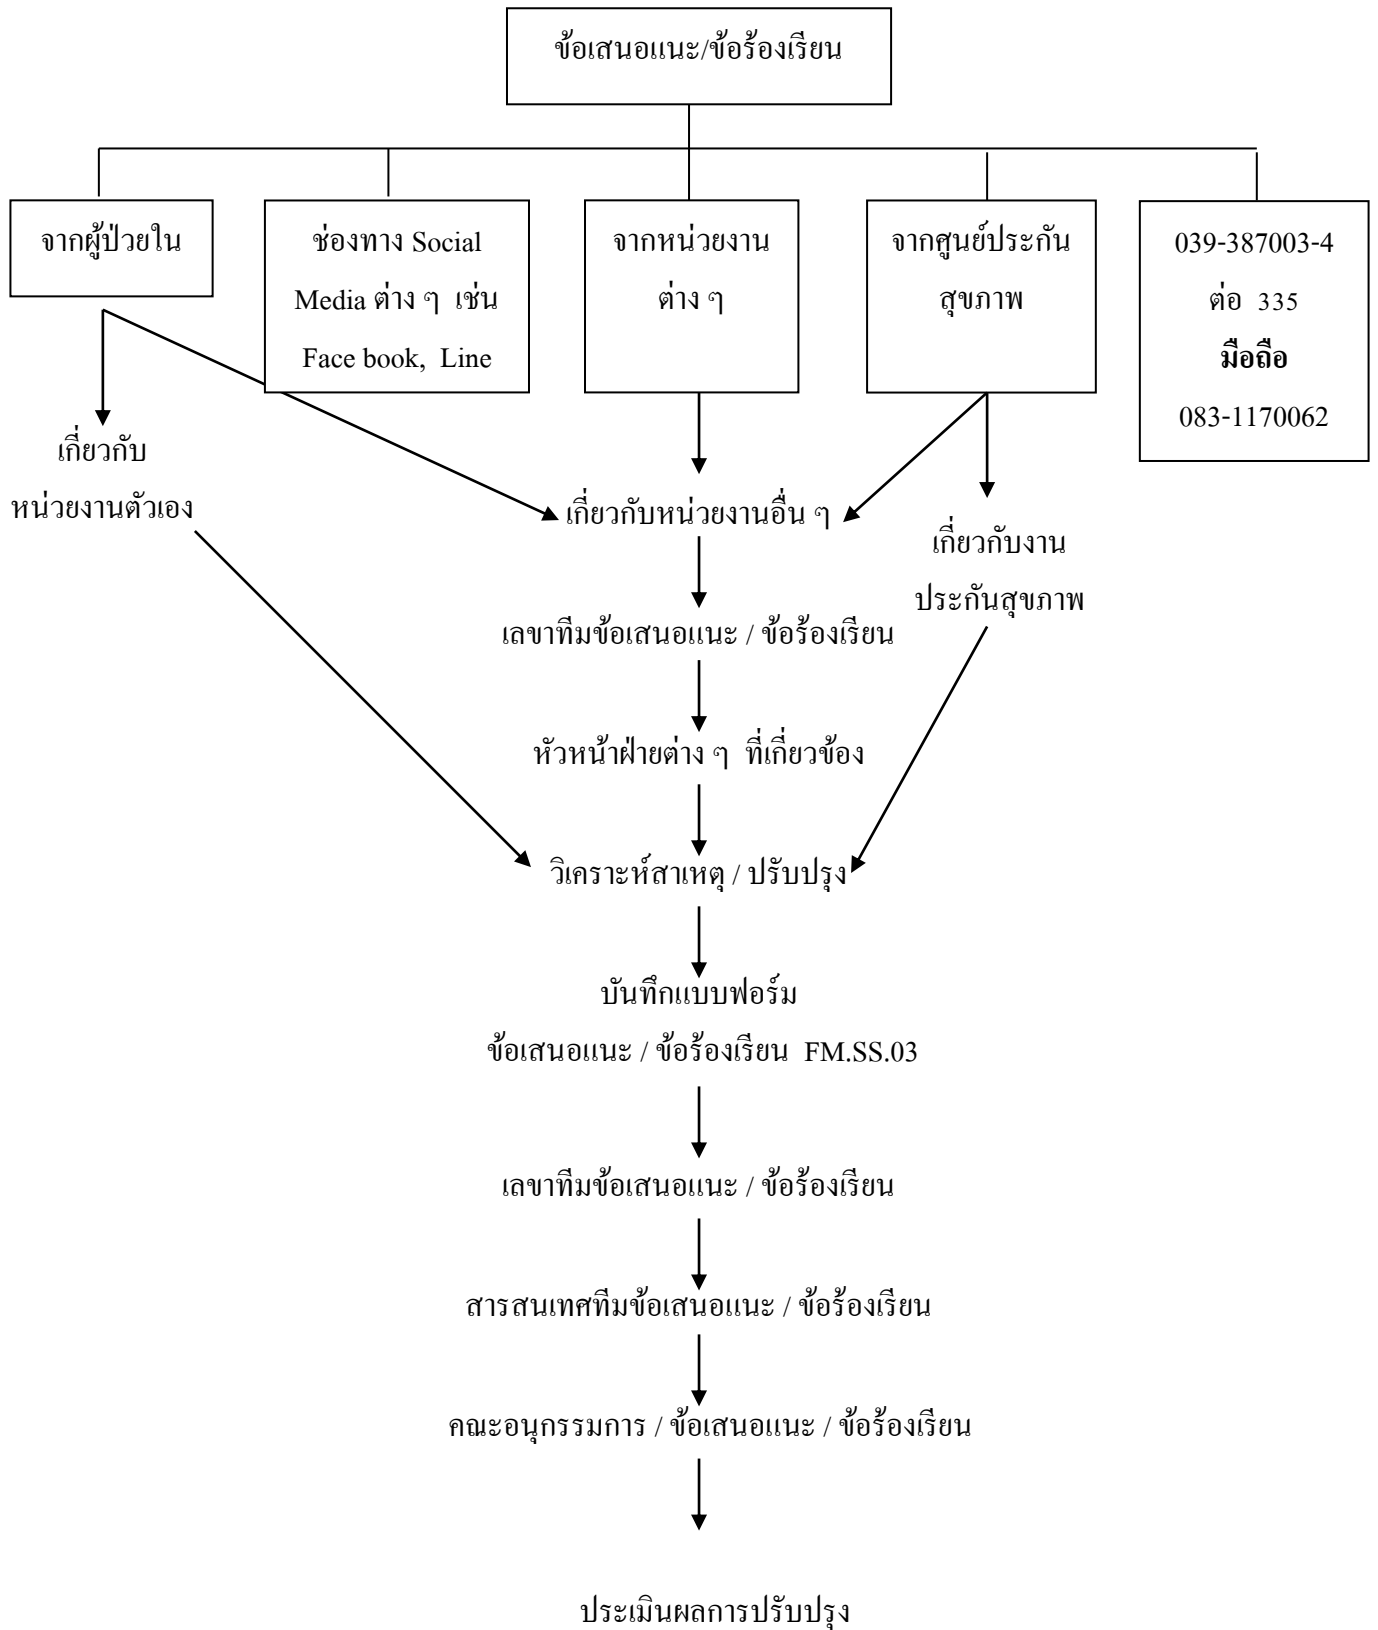 ข้อเสนอแนะ/ข้อร้องเรียน
จากผู้ป่วยใน
ช่องทาง Social
Media ต่าง ๆ เช่น
Face book, Line
จากหน่วยงาน
ต่าง ๆ
จากศูนย์ประกัน
สุขภาพ
039-387003-4
ต่อ 335
มือถือ
083-1170062
เกี่ยวกับ
หน่วยงานตัวเอง
เกี่ยวกับหน่วยงานอื่น ๆ
เกี่ยวกับงาน
ประกันสุขภาพ
เลขาทีมข้อเสนอแนะ / ข้อร้องเรียน
หัวหน้าฝ่ายต่าง ๆ ที่เกี่ยวข้อง
วิเคราะห์สาเหตุ / ปรับปรุง
บันทึกแบบฟอร์ม
ข้อเสนอแนะ / ข้อร้องเรียน FM.SS.03
เลขาทีมข้อเสนอแนะ / ข้อร้องเรียน
สารสนเทศทีมข้อเสนอแนะ / ข้อร้องเรียน
คณะอนุกรรมการ / ข้อเสนอแนะ / ข้อร้องเรียน
ประเมินผลการปรับปรุง